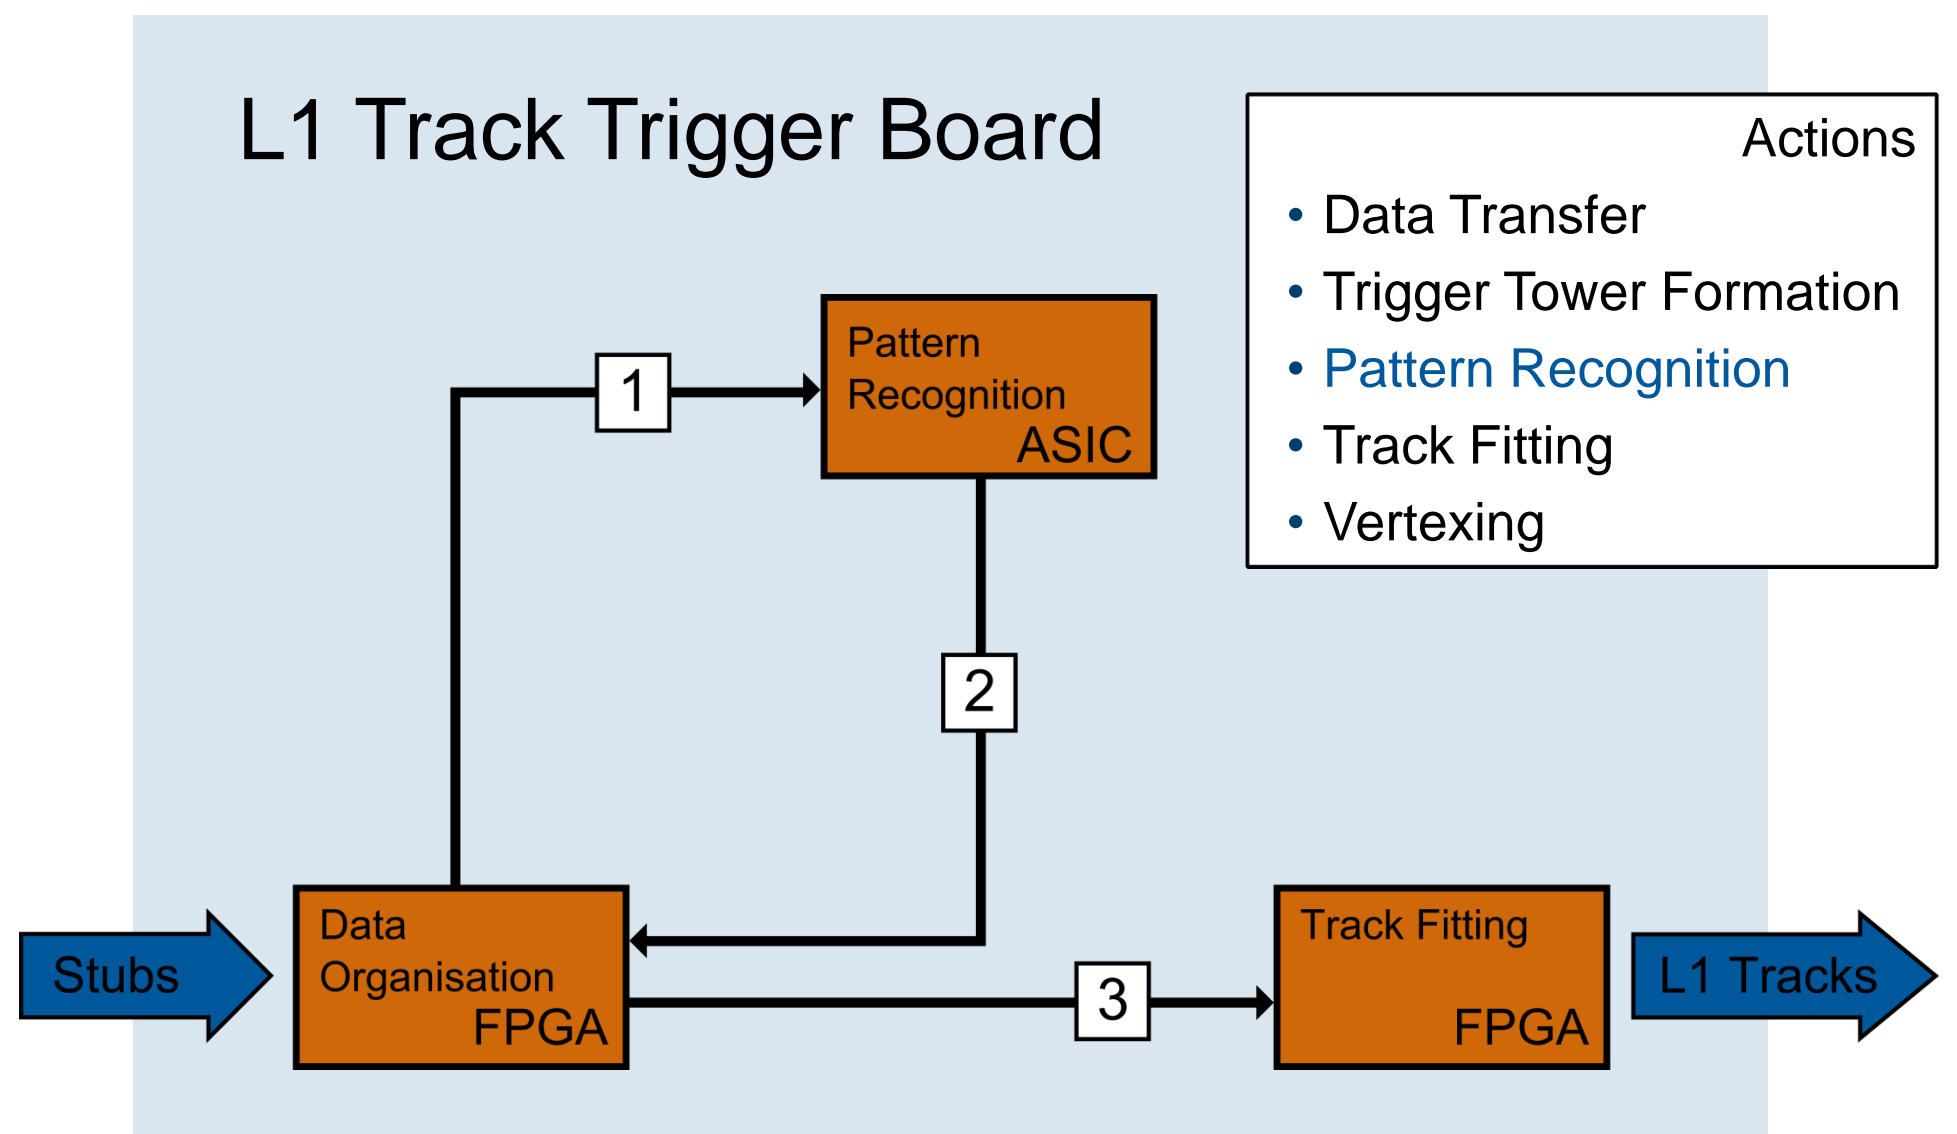 L1 Track Trigger Board
Actions
• Data Transfer
• Trigger Tower Formation
• Pattern Recognition
• Track Fitting
• Vertexing
Pattern
Recognition
ASIC
1
2
Stubs
Data
Organisation
FPGA
3
Track Fitting
FPGA
L1 Tracks